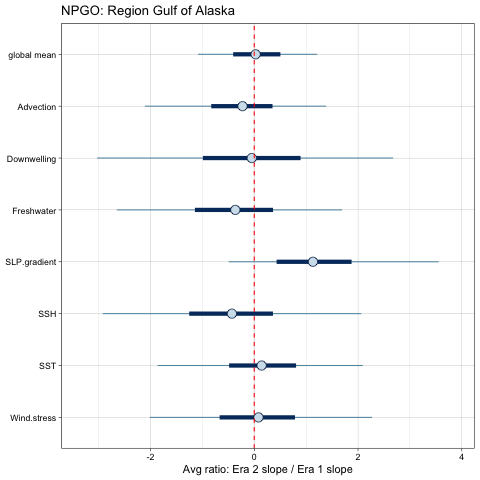 NPGO: Region Gulf of Alaska
global mean
Advection
Downwelling
Freshwater
SLP.gradient
SSH
SST
Wind.stress
-2 0 2 4
Avg ratio: Era 2 slope / Era 1 slope